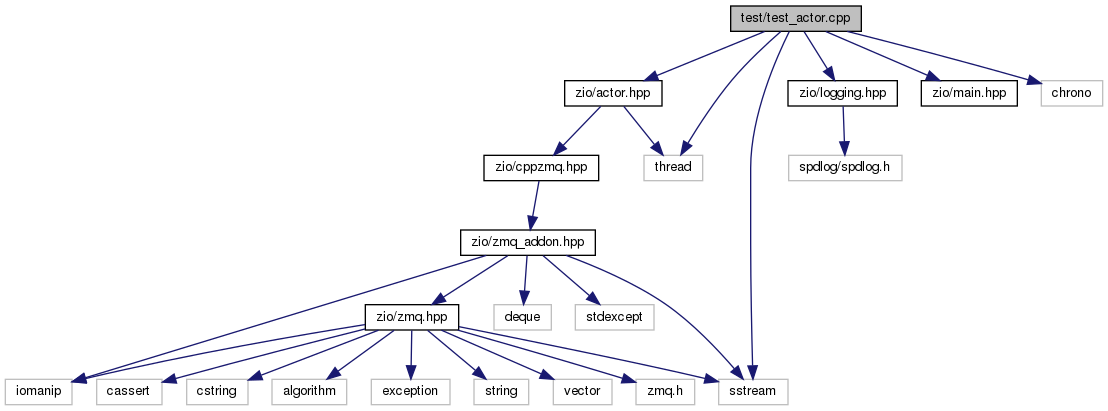 test/test_actor.cpp
zio/actor.hpp
zio/logging.hpp
zio/main.hpp
chrono
zio/cppzmq.hpp
thread
spdlog/spdlog.h
zio/zmq_addon.hpp
zio/zmq.hpp
deque
stdexcept
iomanip
cassert
cstring
algorithm
exception
string
vector
zmq.h
sstream